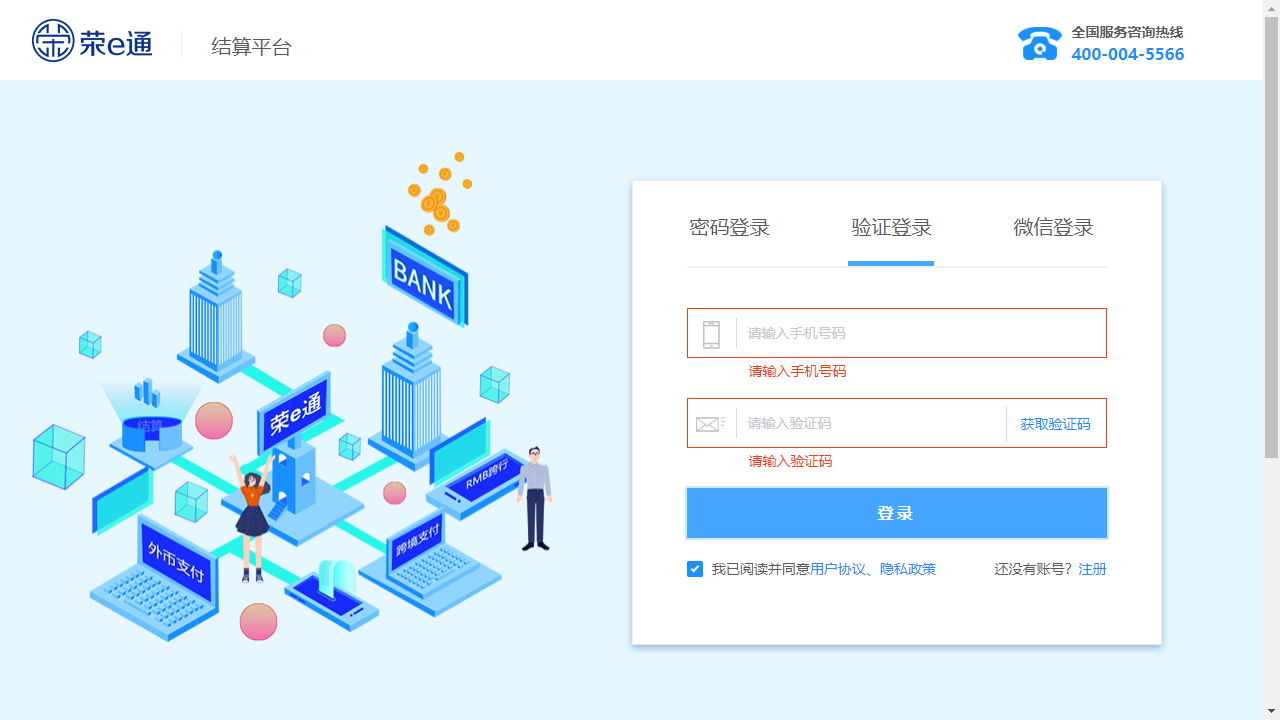 荣e通
结算平台
全国服务咨询热线
400-004-5566
BANK
荣e通
结算
RMB跨行
外币支付
跨境支付
密码登录
验证登录
微信登录
请输入手机号码
请输入手机号码
请输入验证码
获取验证码
请输入验证码
登录
我已阅读并同意用户协议、隐私政策
还没有账号？注册